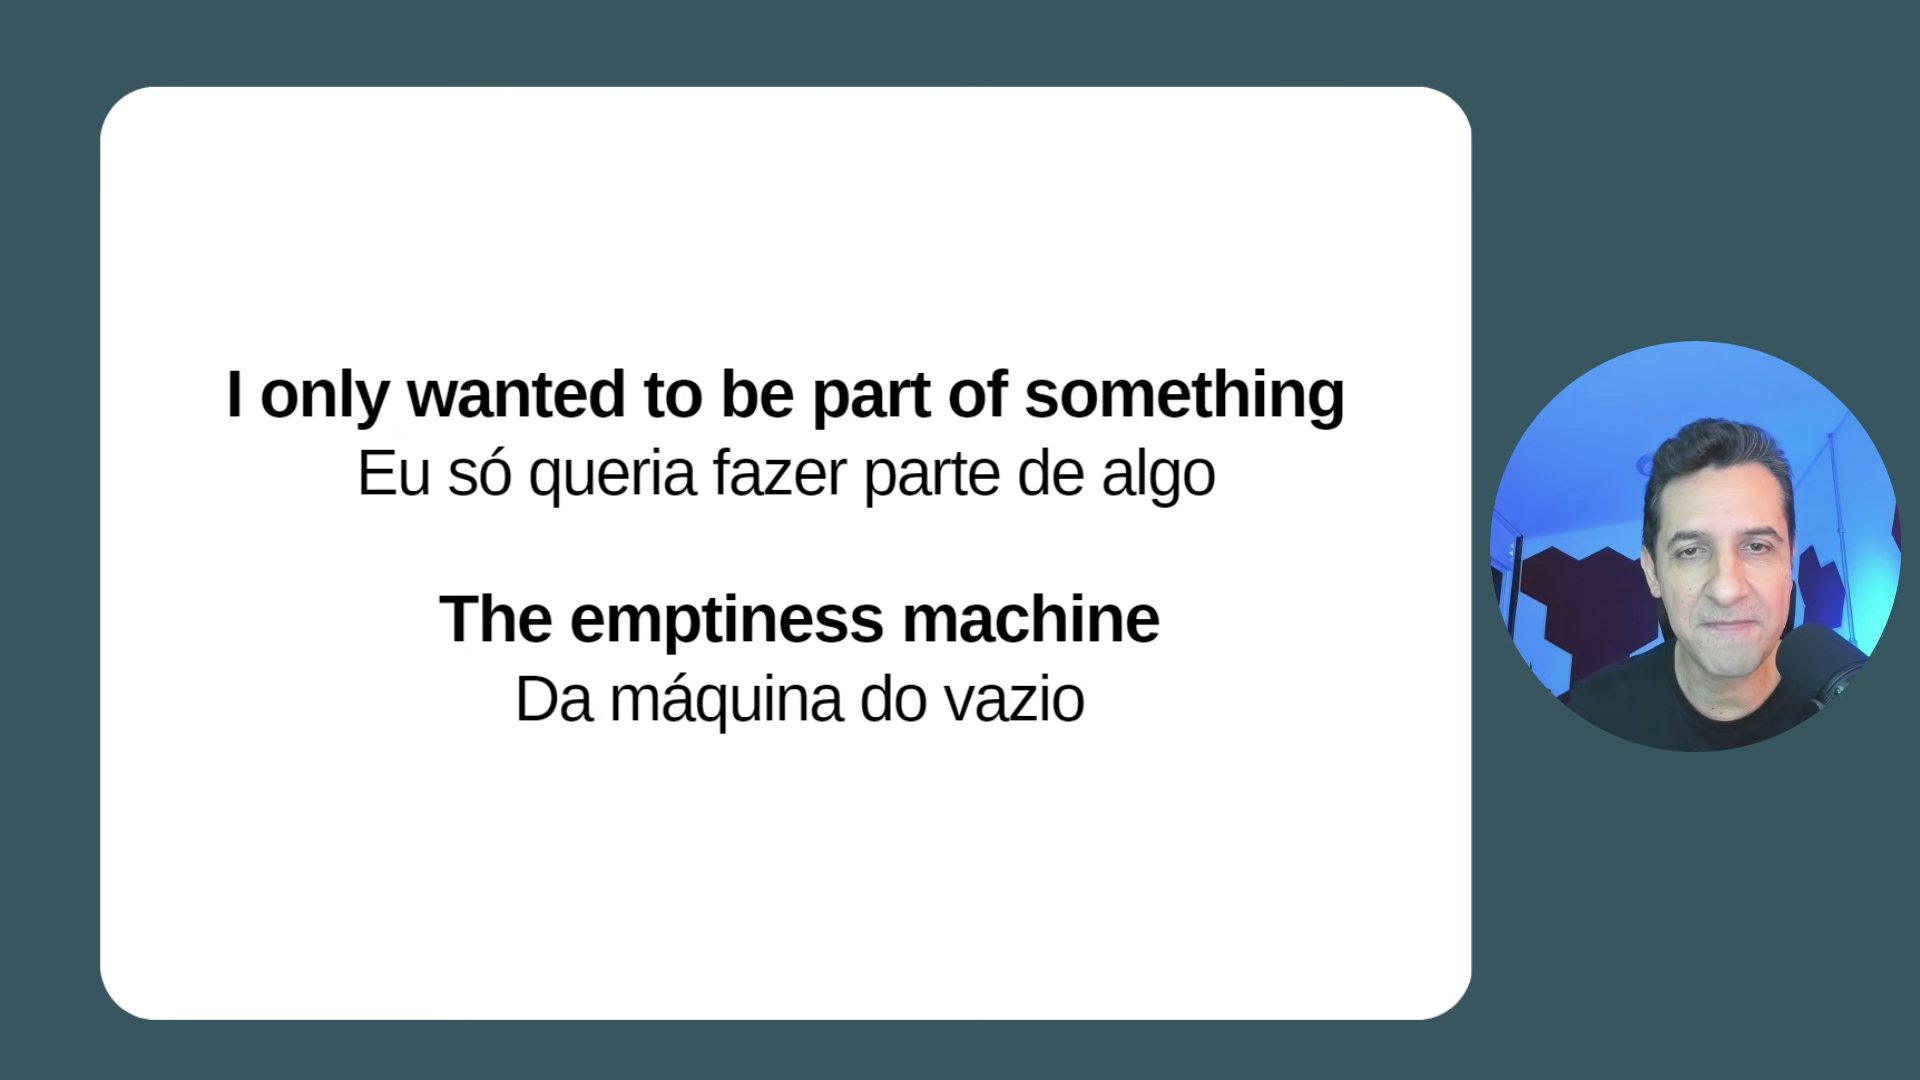 I only wanted to be part of something
Eu só queria fazer parte de algo
The emptiness machine
Da máquina do vazio